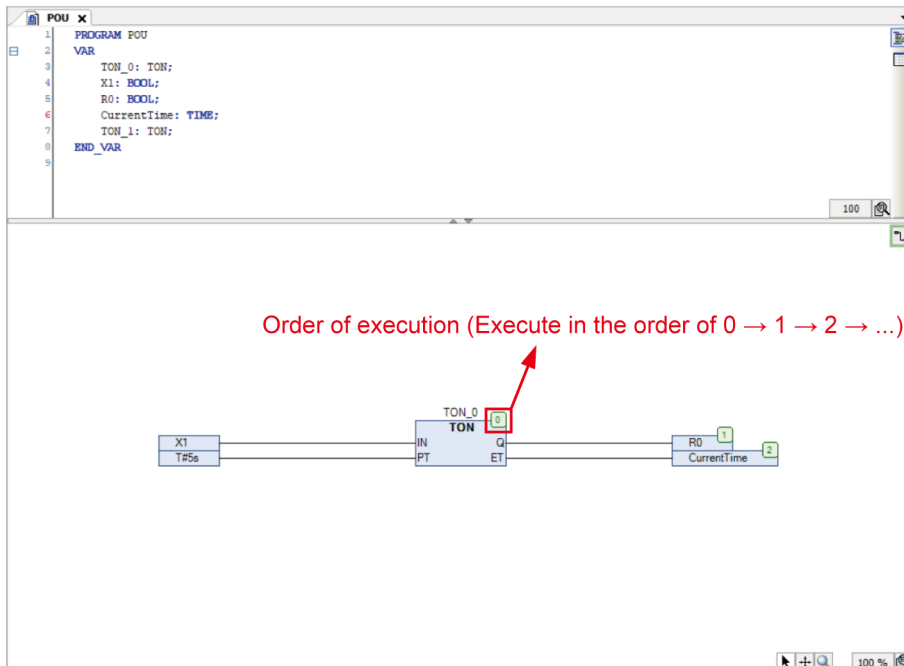 POU
1 PROGRAM POU
2 VAR
3 TON_0: TON;
4 X1: BOOL;
5 R0: BOOL;
6 CurrentTime: TIME;
7 TON_1: TON;
8 END_VAR
9
100
Order of execution (Execute in the order of 0 → 1 → 2 → ...)
TON_0
0
TON
X1 IN Q R0 1
T#5s PT ET CurrentTime 2
100 %